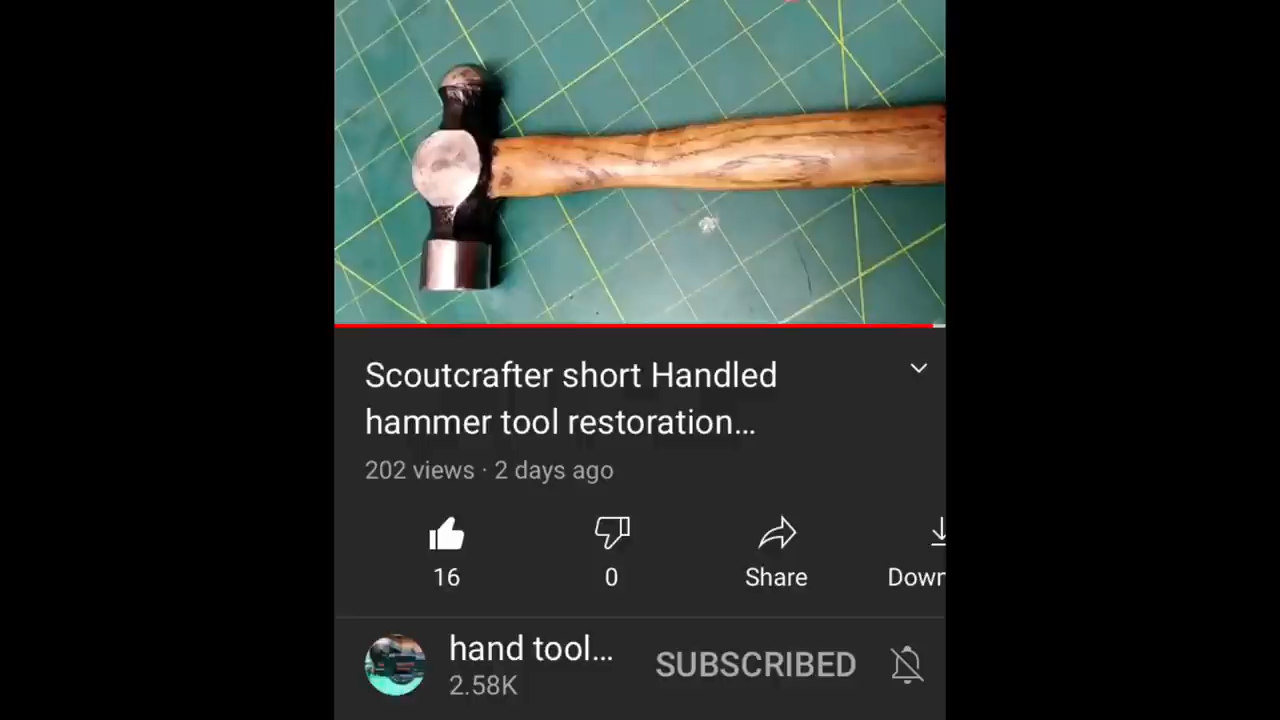 Scoutcrafter short Handled
hammer tool restoration...
202 views · 2 days ago
16
0
Share
Down
hand tool...
SUBSCRIBED
2.58K